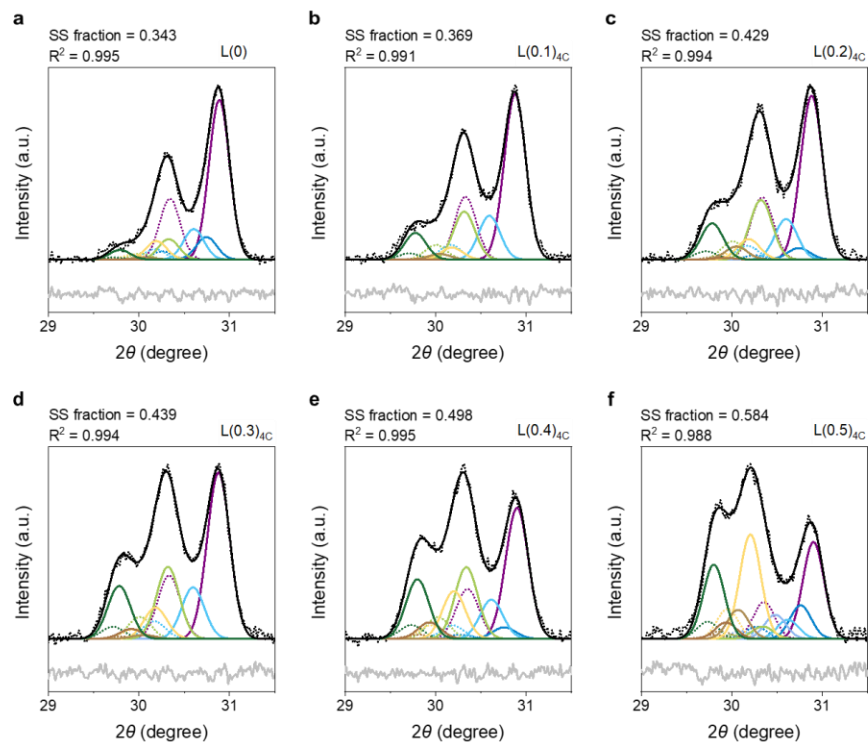 a
SS fraction = 0.343
R² = 0.995
L(0)
Intensity (a.u.)
29 30 31
2θ (degree)
b
SS fraction = 0.369
R² = 0.991
L(0.1)₄C
Intensity (a.u.)
29 30 31
2θ (degree)
c
SS fraction = 0.429
R² = 0.994
L(0.2)₄C
Intensity (a.u.)
29 30 31
2θ (degree)
d
SS fraction = 0.439
R² = 0.994
L(0.3)₄C
Intensity (a.u.)
29 30 31
2θ (degree)
e
SS fraction = 0.498
R² = 0.995
L(0.4)₄C
Intensity (a.u.)
29 30 31
2θ (degree)
f
SS fraction = 0.584
R² = 0.988
L(0.5)₄C
Intensity (a.u.)
29 30 31
2θ (degree)